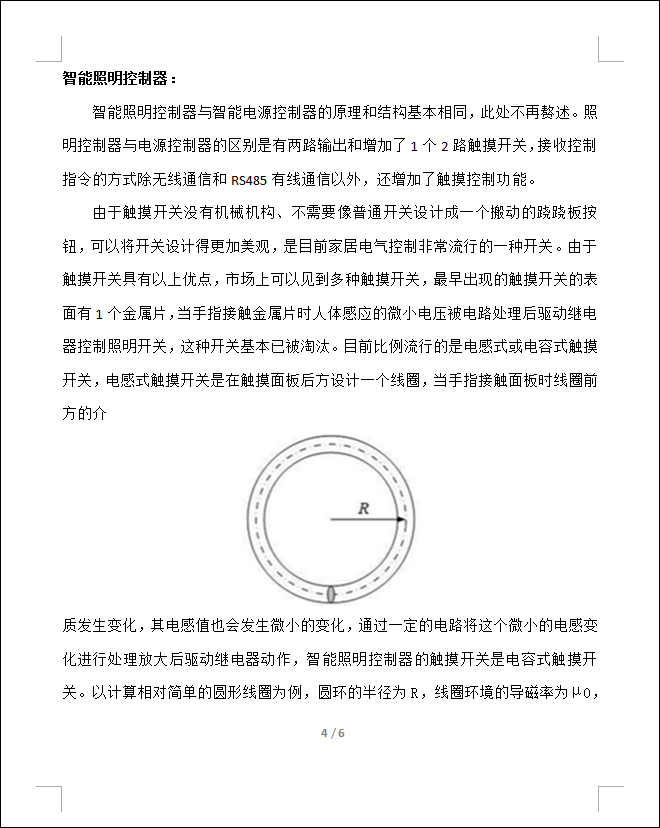 智能照明控制器：
智能照明控制器与智能电源控制器的原理和结构基本相同，此处不再赘述。照
明控制器与电源控制器的区别是有两路输出和增加了 1 个 2 路触摸开关，接收控制
指令的方式除无线通信和 RS485 有线通信以外，还增加了触摸控制功能。
由于触摸开关没有机械机构、不需要像普通开关设计成一个搬动的跷跷板按
钮，可以将开关设计得更加美观，是目前家居电气控制非常流行的一种开关。由于
触摸开关具有以上优点，市场上可以见到多种触摸开关，最早出现的触摸开关的表
面有 1 个金属片，当手指接触金属片时人体感应的微小电压被电路处理后驱动继电
器控制照明开关，这种开关基本已被淘汰。目前比例流行的是电感式或电容式触摸
开关，电感式触摸开关是在触摸面板后方设计一个线圈，当手指接触面板时线圈前
方的介
R
质发生变化，其电感值也会发生微小的变化，通过一定的电路将这个微小的电感变
化进行处理放大后驱动继电器动作，智能照明控制器的触摸开关是电容式触摸开
关。以计算相对简单的圆形线圈为例，圆环的半径为 R，线圈环境的导磁率为 μ0，
4 / 6